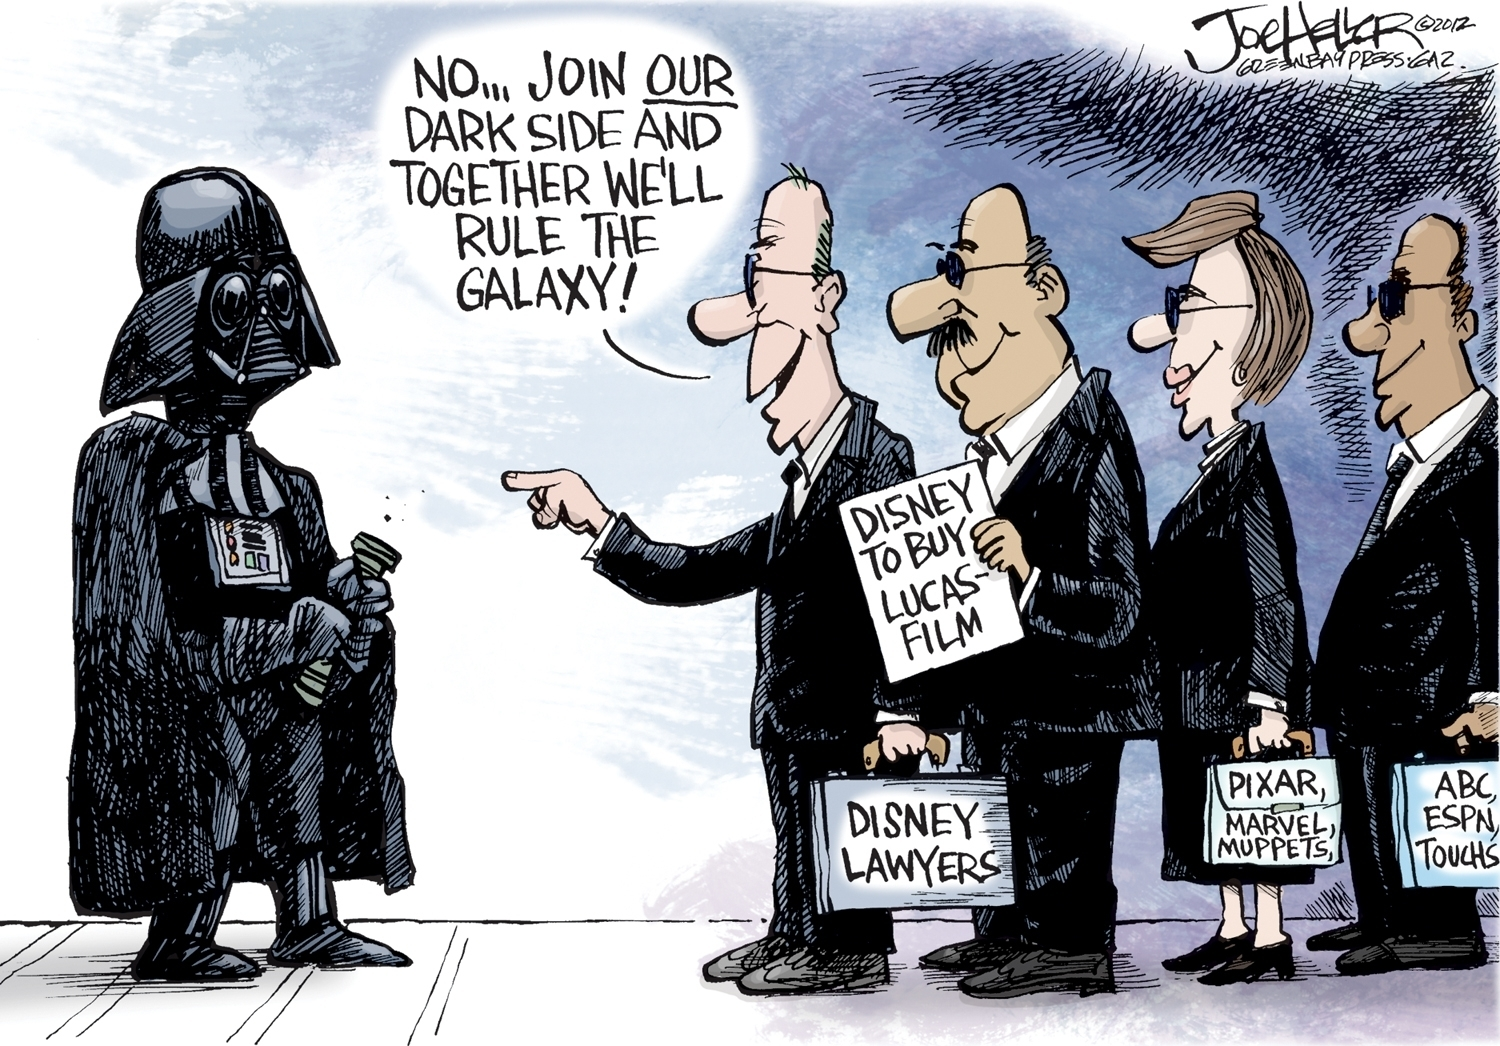 JOE HELLER ©2012
GREEN BAY PRESS-GAZ.
NO... JOIN OUR
DARK SIDE AND
TOGETHER WE'LL
RULE THE
GALAXY!
DISNEY
TO BUY
LUCAS-
FILM
DISNEY
LAWYERS
PIXAR,
MARVEL,
MUPPETS,
ABC,
ESPN,
TOUCHS